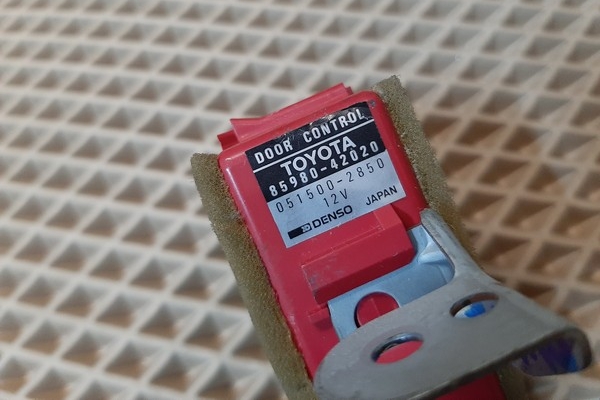 DOOR CONTROL
TOYOTA
85980-42020
051500-2850
12V
DENSO JAPAN